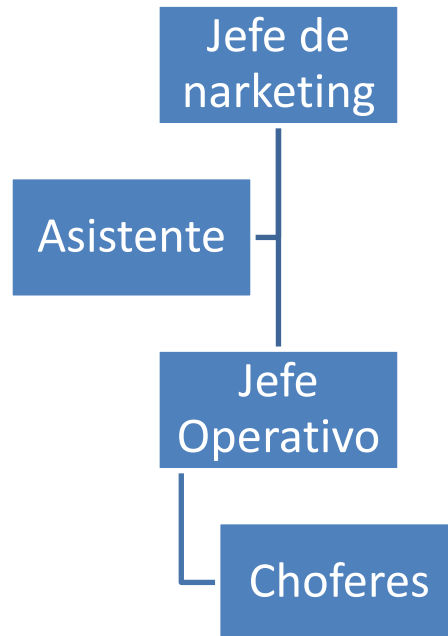 Jefe de
narketing
Asistente
Jefe
Operativo
Choferes